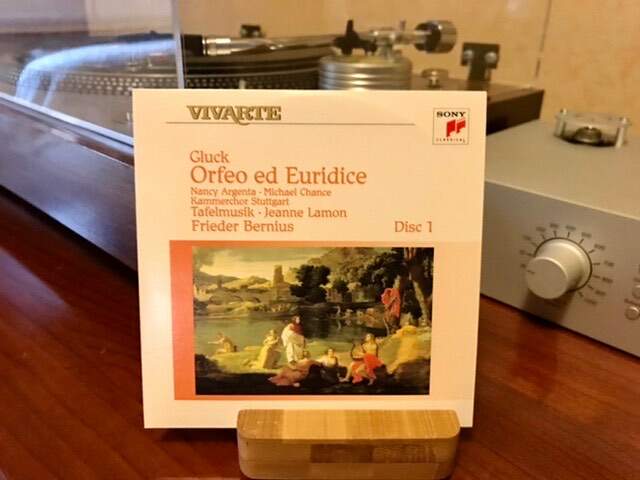 VIVARTE
SONY
CLASSICAL
Gluck
Orfeo ed Euridice
Nancy Argenta · Michael Chance
Kammerchor Stuttgart
Tafelmusik · Jeanne Lamon
Frieder Bernius
Disc 1